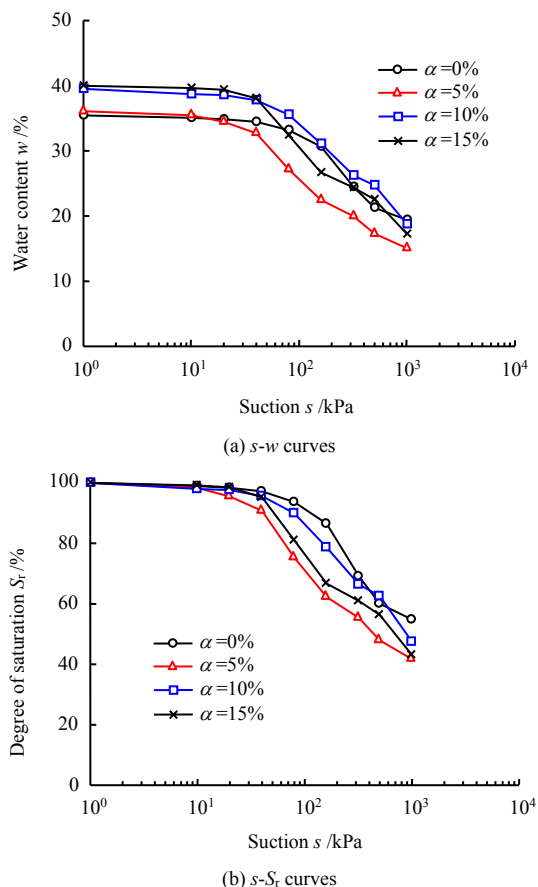 50
40
30
20
10
0
Water content w /%
α=0%
α=5%
α=10%
α=15%
10⁰ 10¹ 10² 10³ 10⁴
Suction s /kPa
(a) s-w curves
100
80
60
40
20
0
Degree of saturation Sᵣ/%
α=0%
α=5%
α=10%
α=15%
10⁰ 10¹ 10² 10³ 10⁴
Suction s /kPa
(b) s-Sᵣ curves